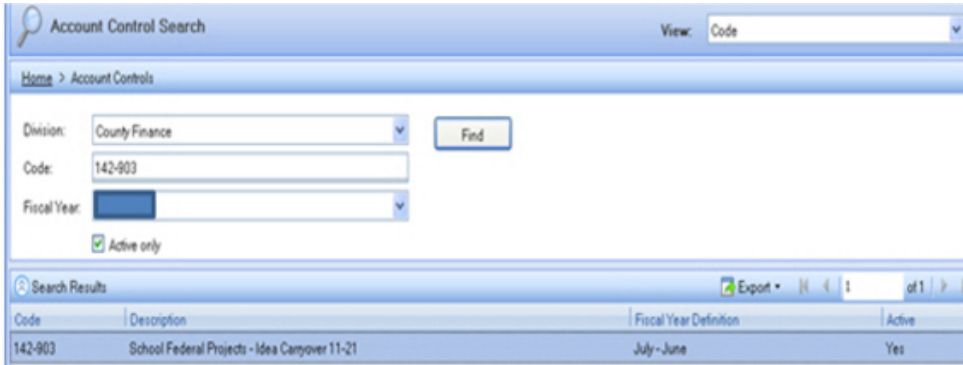 Account Control Search View: Code
Home > Account Controls
Division: County Finance Find
Code: 142-903
Fiscal Year:
Active only
Search Results Export 1 of 1
Code Description Fiscal Year Definition Active
142-903 School Federal Projects - Idea Carryover 11-21 July - June Yes